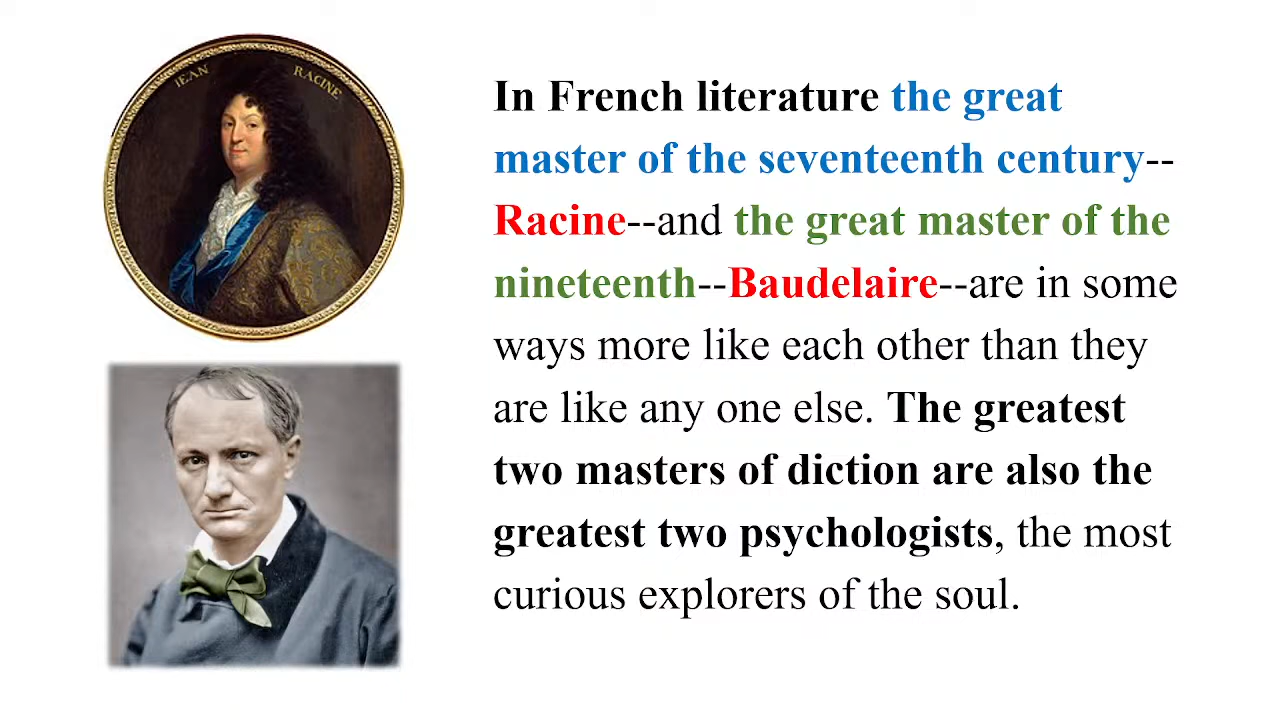 JEAN RACINE
In French literature the great
master of the seventeenth century--
Racine--and the great master of the
nineteenth--Baudelaire--are in some
ways more like each other than they
are like any one else. The greatest
two masters of diction are also the
greatest two psychologists, the most
curious explorers of the soul.